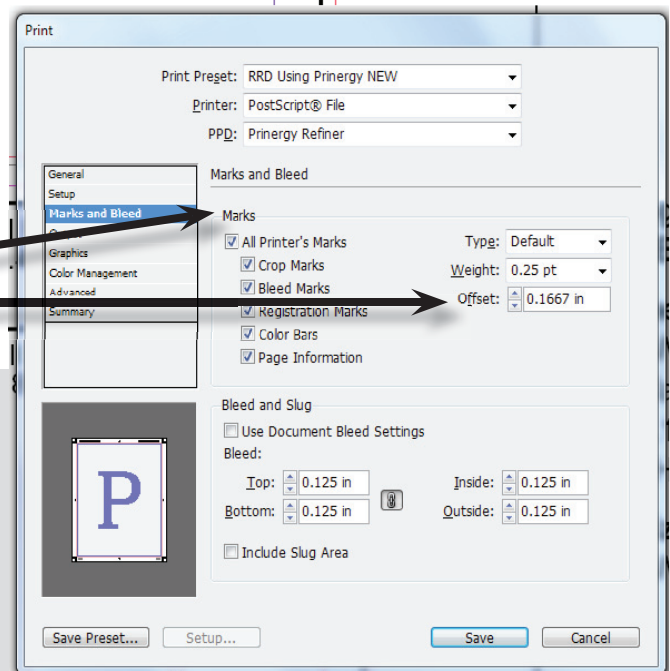 Print
Print Preset: RRD Using Prinergy NEW
Printer: PostScript® File
PPD: Prinergy Refiner
General
Setup
Marks and Bleed
Graphics
Color Management
Advanced
Summary
Marks and Bleed
Marks
All Printer's Marks
Crop Marks
Bleed Marks
Registration Marks
Color Bars
Page Information
Type: Default
Weight: 0.25 pt
Offset: 0.1667 in
Bleed and Slug
Use Document Bleed Settings
Bleed:
Top: 0.125 in Inside: 0.125 in
Bottom: 0.125 in Outside: 0.125 in
Include Slug Area
P
Save Preset... Setup... Save Cancel